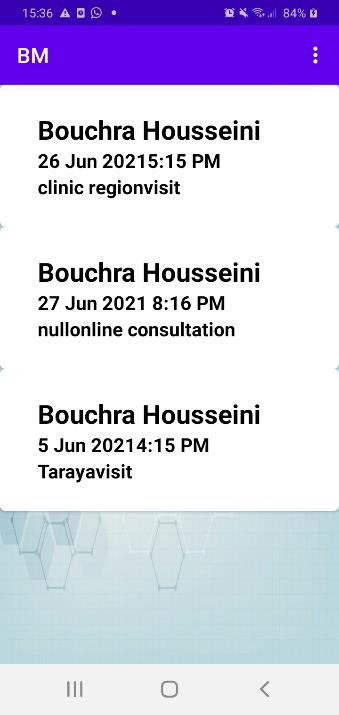 15:36 84%
BM
Bouchra Housseini
26 Jun 20215:15 PM
clinic regionvisit
Bouchra Housseini
27 Jun 2021 8:16 PM
nullonline consultation
Bouchra Housseini
5 Jun 20214:15 PM
Tarayavisit